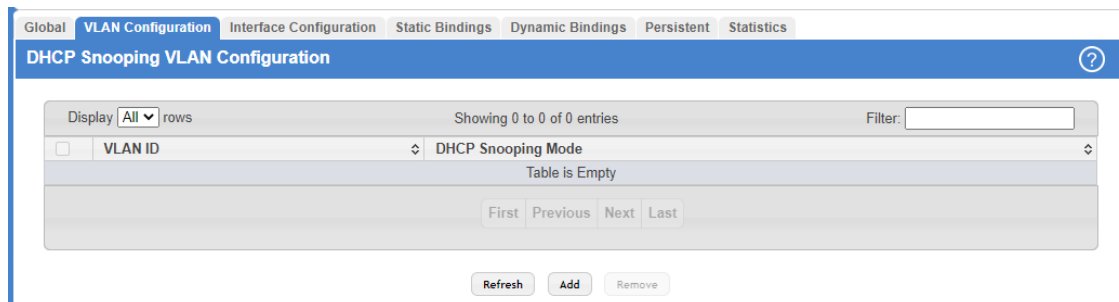 Global VLAN Configuration Interface Configuration Static Bindings Dynamic Bindings Persistent Statistics
DHCP Snooping VLAN Configuration ?
Display All rows Showing 0 to 0 of 0 entries Filter:
VLAN ID DHCP Snooping Mode
Table is Empty
First Previous Next Last
Refresh Add Remove